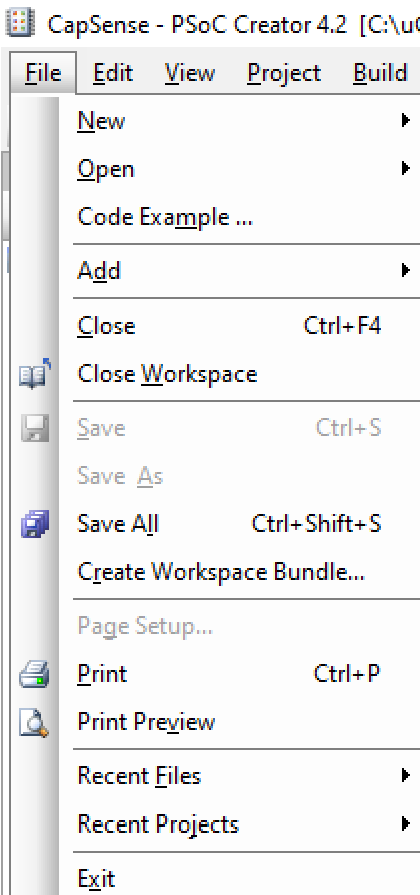 CapSense - PSoC Creator 4.2 [C:\u
File Edit View Project Build
New
Open
Code Example ...
Add
Close Ctrl+F4
Close Workspace
Save Ctrl+S
Save As
Save All Ctrl+Shift+S
Create Workspace Bundle...
Page Setup...
Print Ctrl+P
Print Preview
Recent Files
Recent Projects
Exit